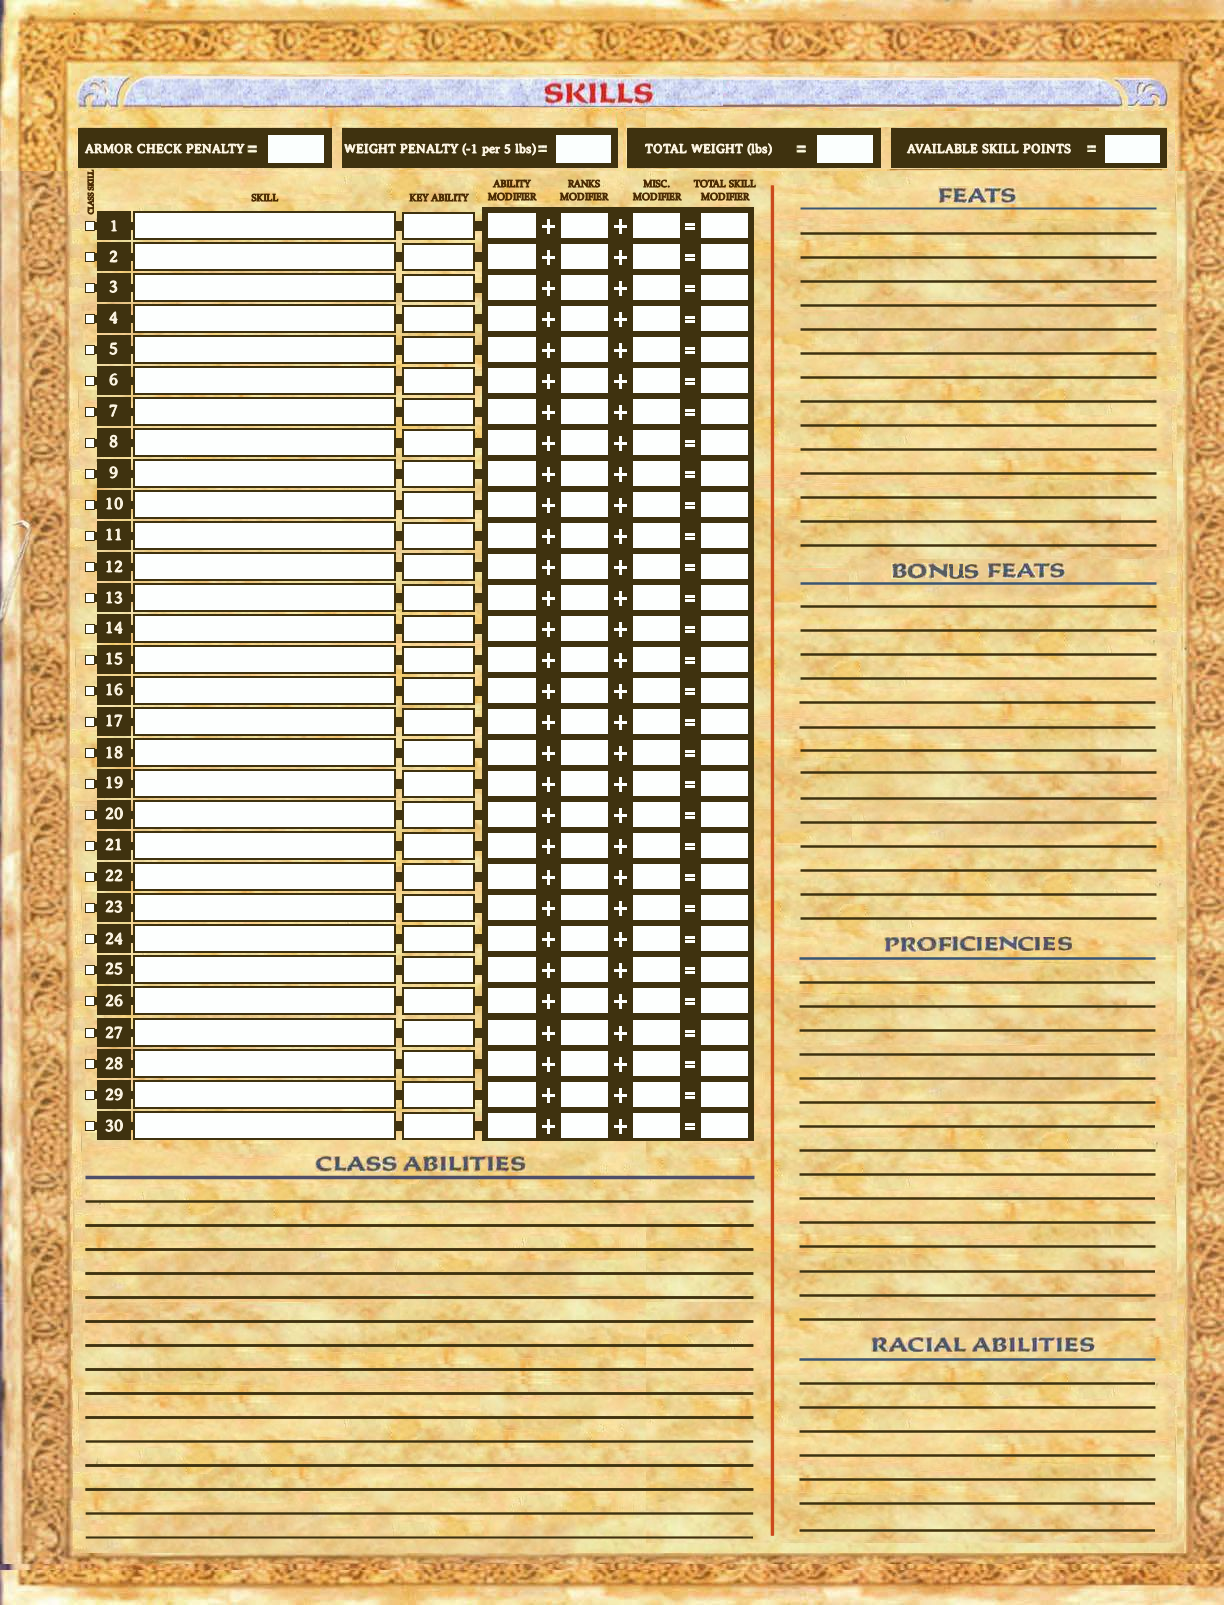 SKILLS
ARMOR CHECK PENALTY =
WEIGHT PENALTY (-1 per 5 lbs) =
TOTAL WEIGHT (lbs) =
AVAILABLE SKILL POINTS =
CLASS SKILL
SKILL
KEY ABILITY
ABILITY MODIFIER
RANKS MODIFIER
MISC. MODIFIER
TOTAL SKILL MODIFIER
1 + + =
2 + + =
3 + + =
4 + + =
5 + + =
6 + + =
7 + + =
8 + + =
9 + + =
10 + + =
11 + + =
12 + + =
13 + + =
14 + + =
15 + + =
16 + + =
17 + + =
18 + + =
19 + + =
20 + + =
21 + + =
22 + + =
23 + + =
24 + + =
25 + + =
26 + + =
27 + + =
28 + + =
29 + + =
30 + + =
CLASS ABILITIES
FEATS
BONUS FEATS
PROFICIENCIES
RACIAL ABILITIES